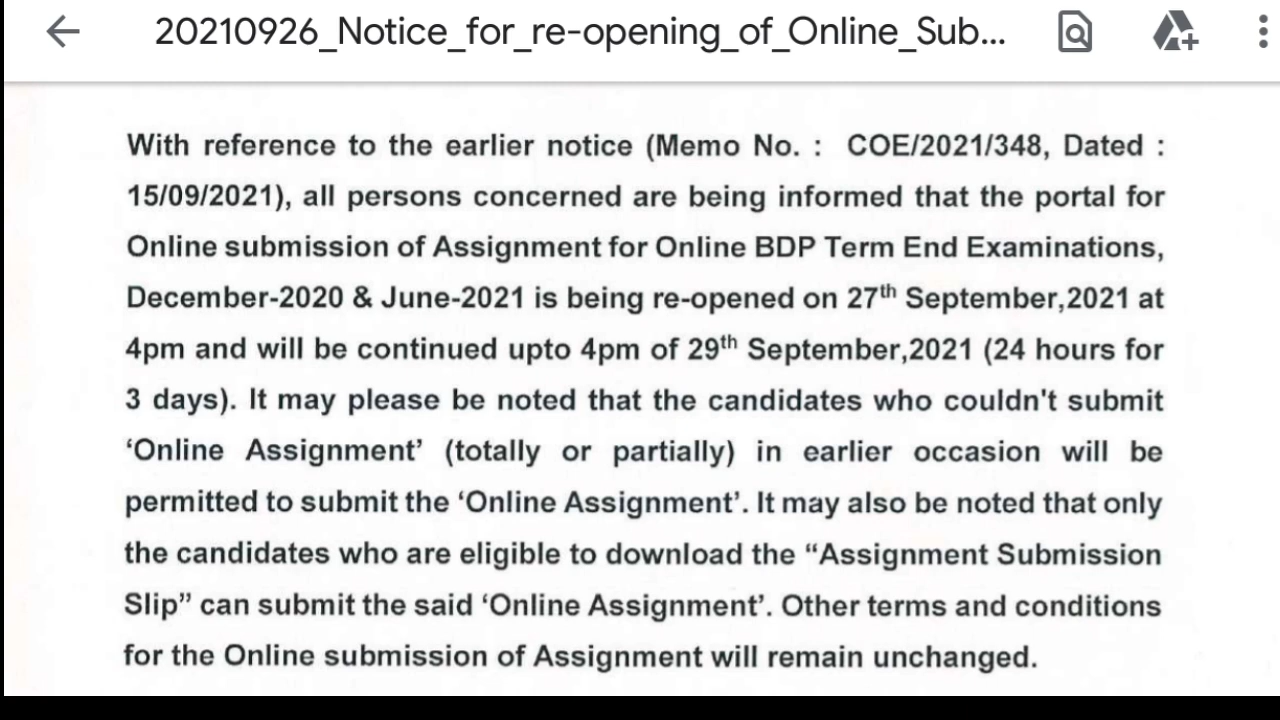 20210926_Notice_for_re-opening_of_Online_Sub...
With reference to the earlier notice (Memo No. : COE/2021/348, Dated :
15/09/2021), all persons concerned are being informed that the portal for
Online submission of Assignment for Online BDP Term End Examinations,
December-2020 & June-2021 is being re-opened on 27th September,2021 at
4pm and will be continued upto 4pm of 29th September,2021 (24 hours for
3 days). It may please be noted that the candidates who couldn't submit
‘Online Assignment’ (totally or partially) in earlier occasion will be
permitted to submit the ‘Online Assignment’. It may also be noted that only
the candidates who are eligible to download the “Assignment Submission
Slip” can submit the said ‘Online Assignment’. Other terms and conditions
for the Online submission of Assignment will remain unchanged.